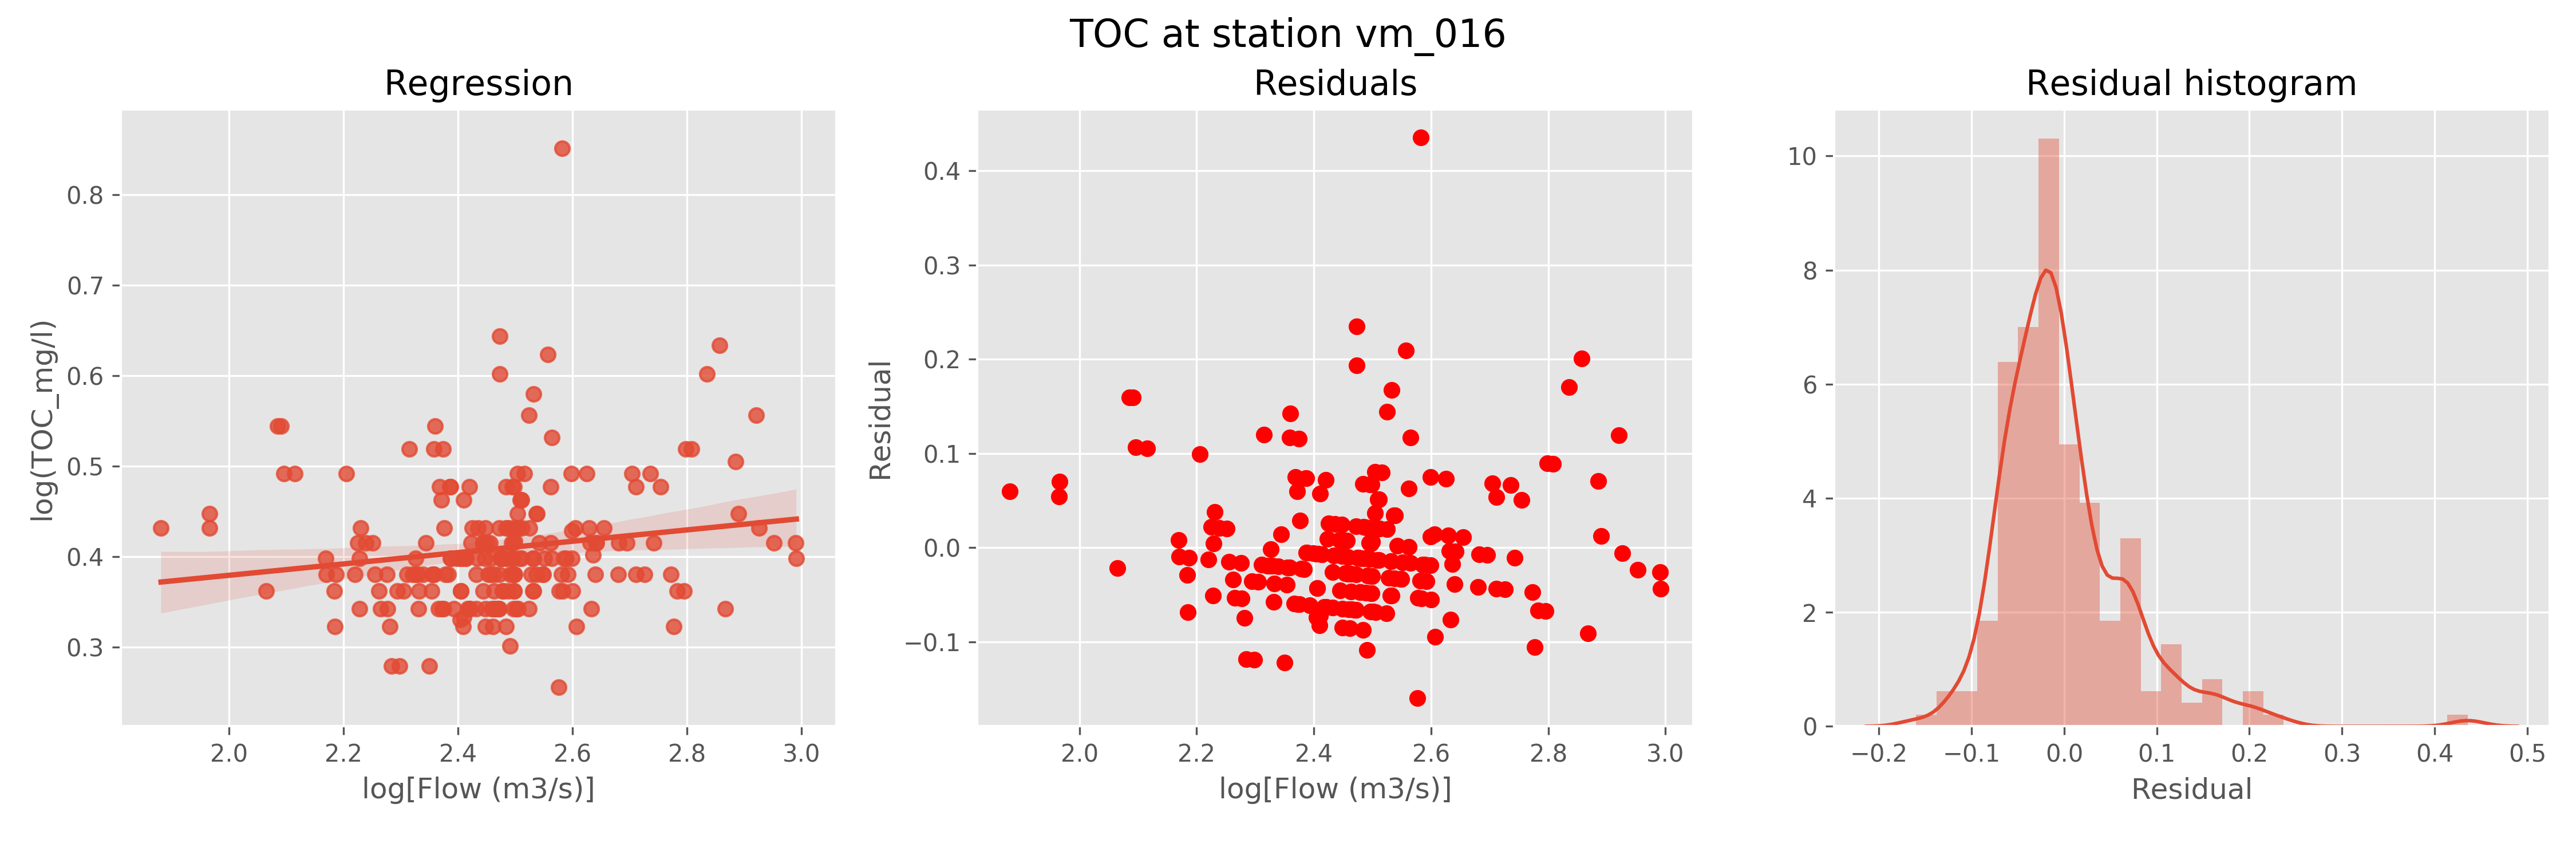 TOC at station vm_016
Regression
0.8
0.7
0.6
0.5
0.4
0.3
2.0 2.2 2.4 2.6 2.8 3.0
log(TOC_mg/l)
log[Flow (m3/s)]
Residuals
0.4
0.3
0.2
0.1
0.0
−0.1
2.0 2.2 2.4 2.6 2.8 3.0
Residual
log[Flow (m3/s)]
Residual histogram
10
8
6
4
2
0
−0.2 −0.1 0.0 0.1 0.2 0.3 0.4 0.5
Residual